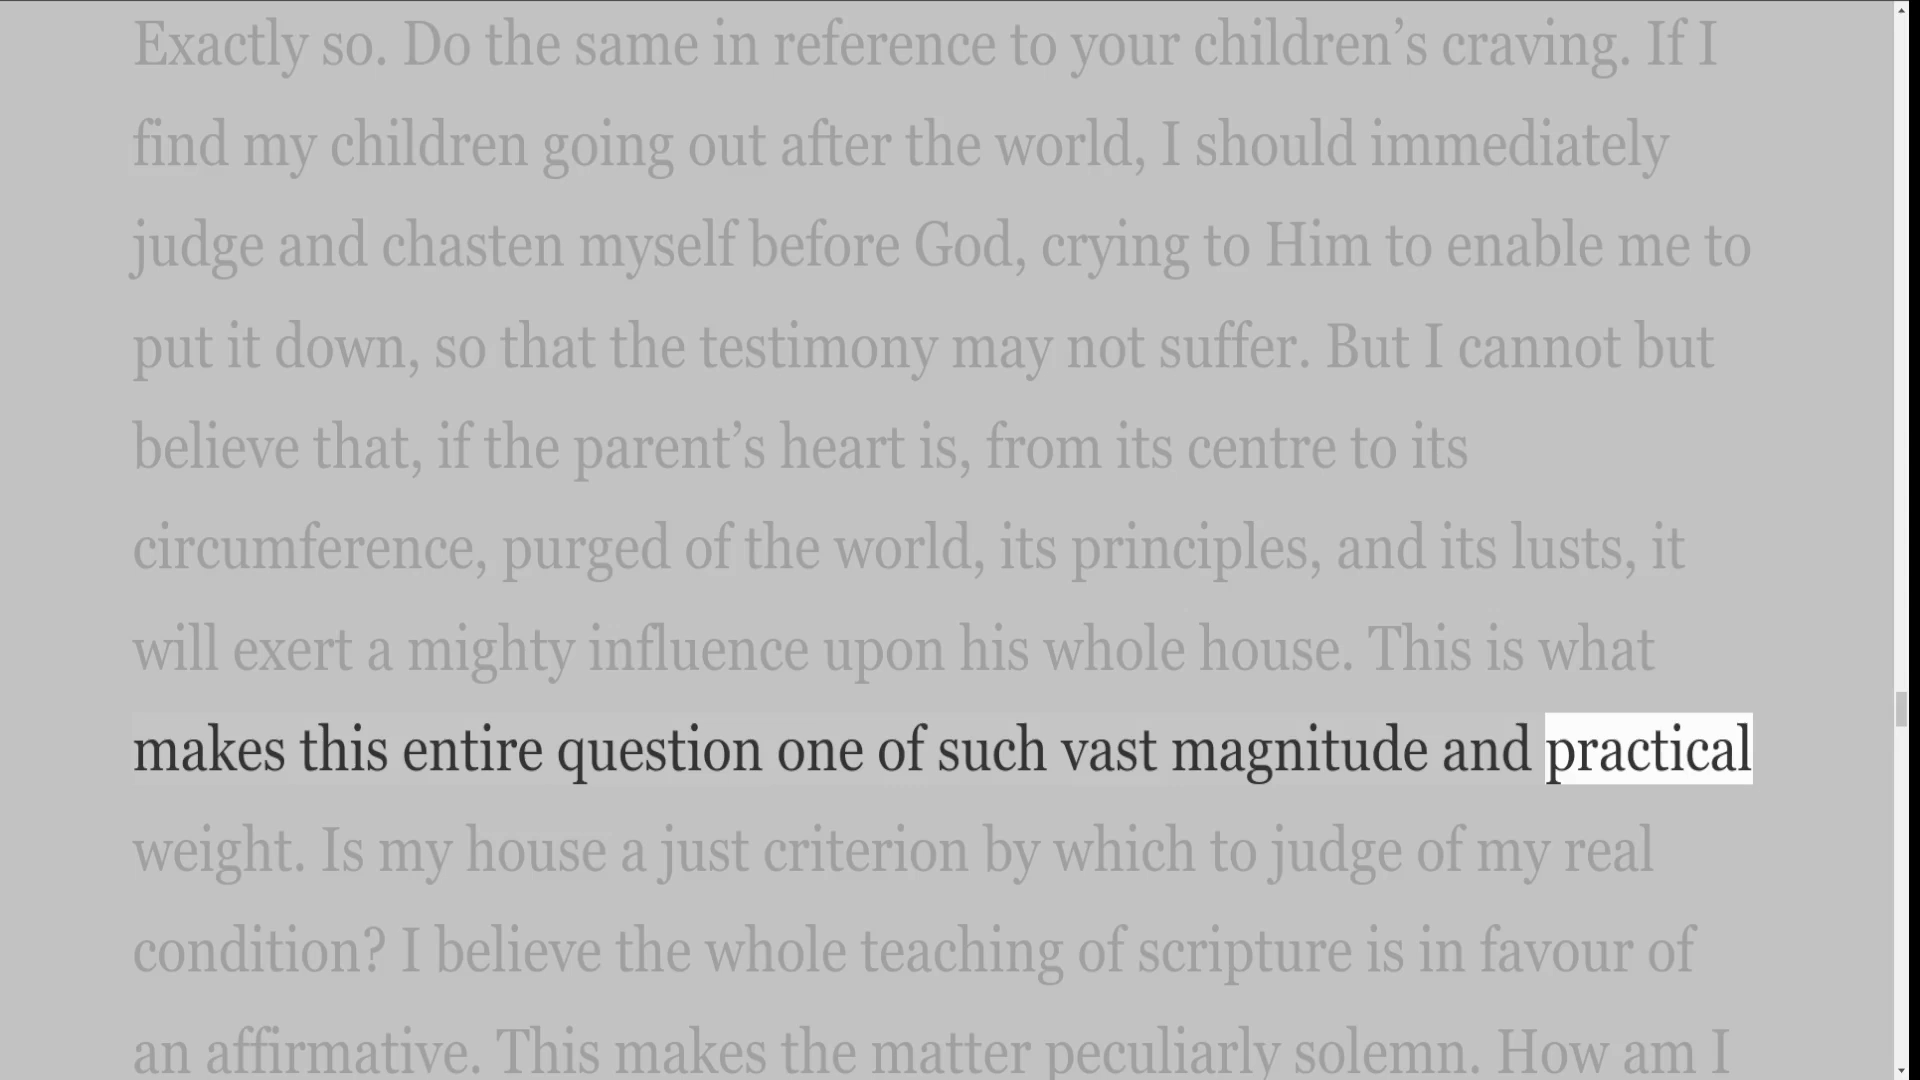 Exactly so. Do the same in reference to your children’s craving. If I
find my children going out after the world, I should immediately
judge and chasten myself before God, crying to Him to enable me to
put it down, so that the testimony may not suffer. But I cannot but
believe that, if the parent’s heart is, from its centre to its
circumference, purged of the world, its principles, and its lusts, it
will exert a mighty influence upon his whole house. This is what
makes this entire question one of such vast magnitude and practical
weight. Is my house a just criterion by which to judge of my real
condition? I believe the whole teaching of scripture is in favour of
an affirmative. This makes the matter peculiarly solemn. How am I